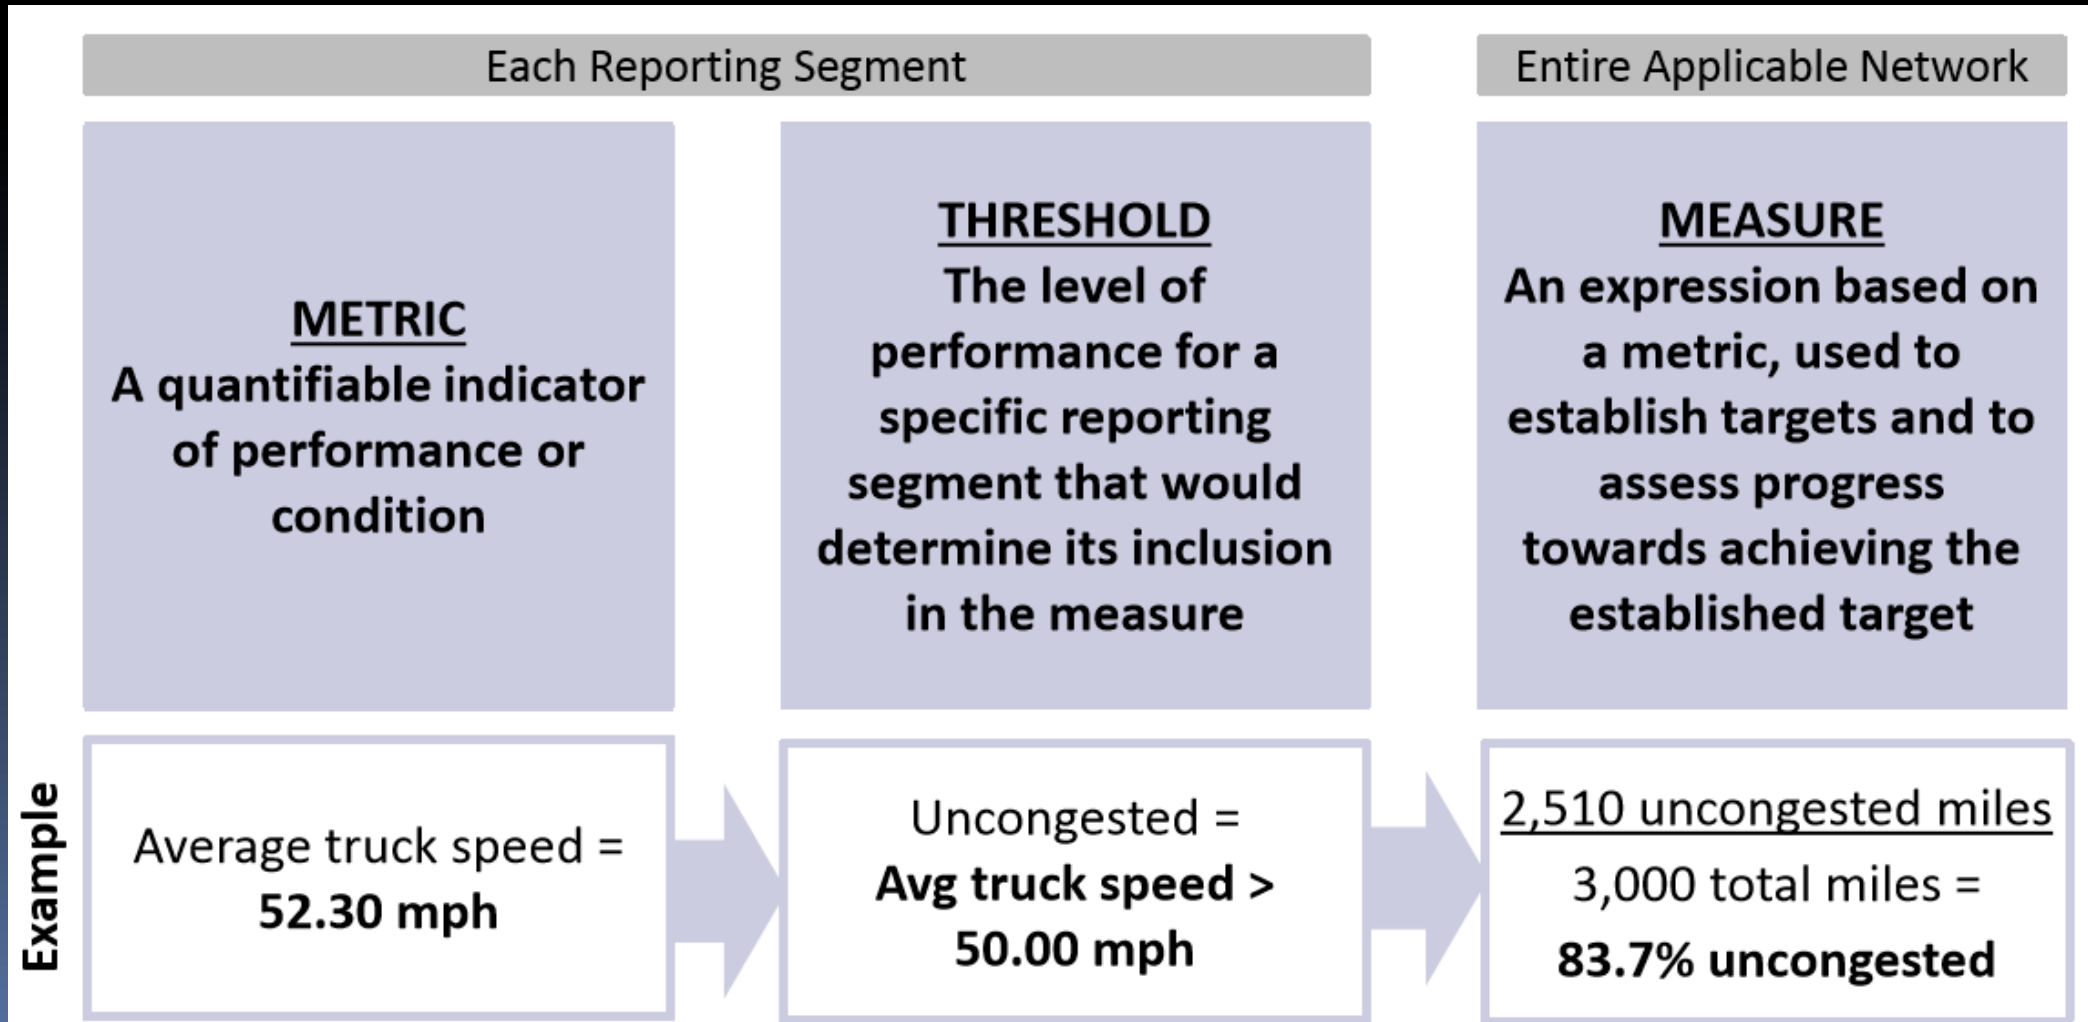 Each Reporting Segment
Entire Applicable Network
METRIC
A quantifiable indicator
of performance or
condition
THRESHOLD
The level of
performance for a
specific reporting
segment that would
determine its inclusion
in the measure
MEASURE
An expression based on
a metric, used to
establish targets and to
assess progress
towards achieving the
established target
Example
Average truck speed =
52.30 mph
Uncongested =
Avg truck speed >
50.00 mph
2,510 uncongested miles
3,000 total miles =
83.7% uncongested